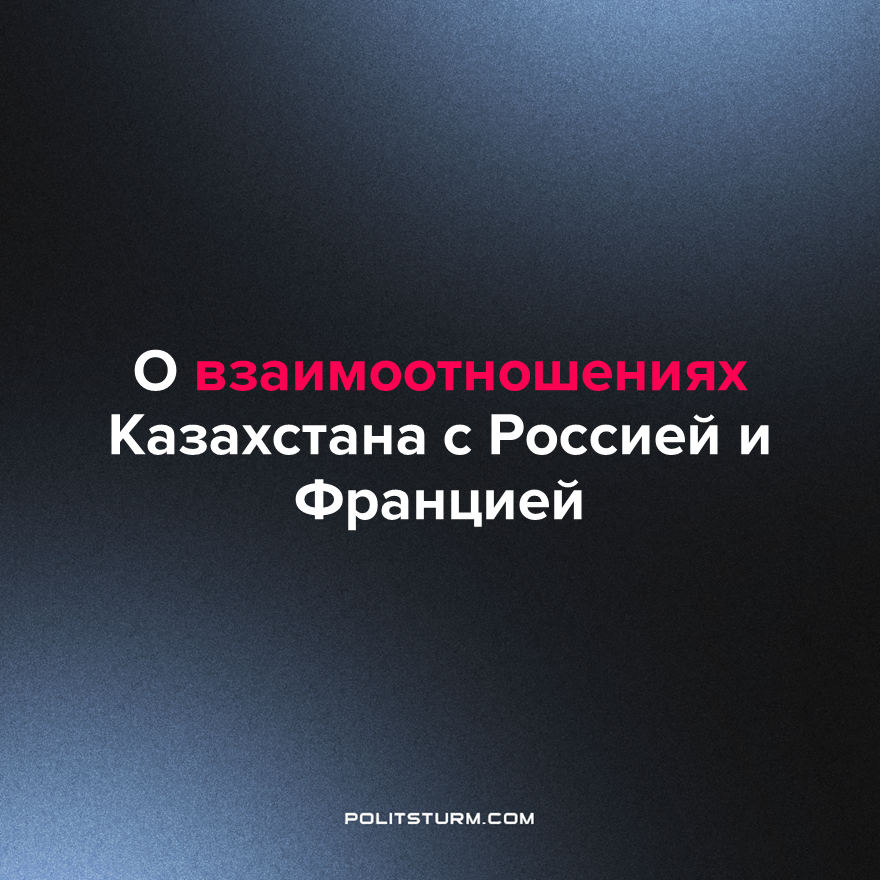 О взаимоотношениях
Казахстана с Россией и
Францией
POLITSTURM.COM